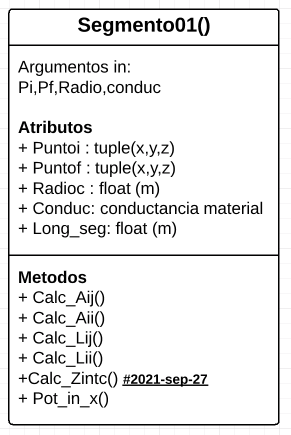 Segmento01()
Argumentos in:
Pi,Pf,Radio,conduc
Atributos
+ Puntoi : tuple(x,y,z)
+ Puntof : tuple(x,y,z)
+ Radioc : float (m)
+ Conduc: conductancia material
+ Long_seg: float (m)
Metodos
+ Calc_Aij()
+ Calc_Aii()
+ Calc_Lij()
+ Calc_Lii()
+Calc_Zintc() #2021-sep-27
+ Pot_in_x()